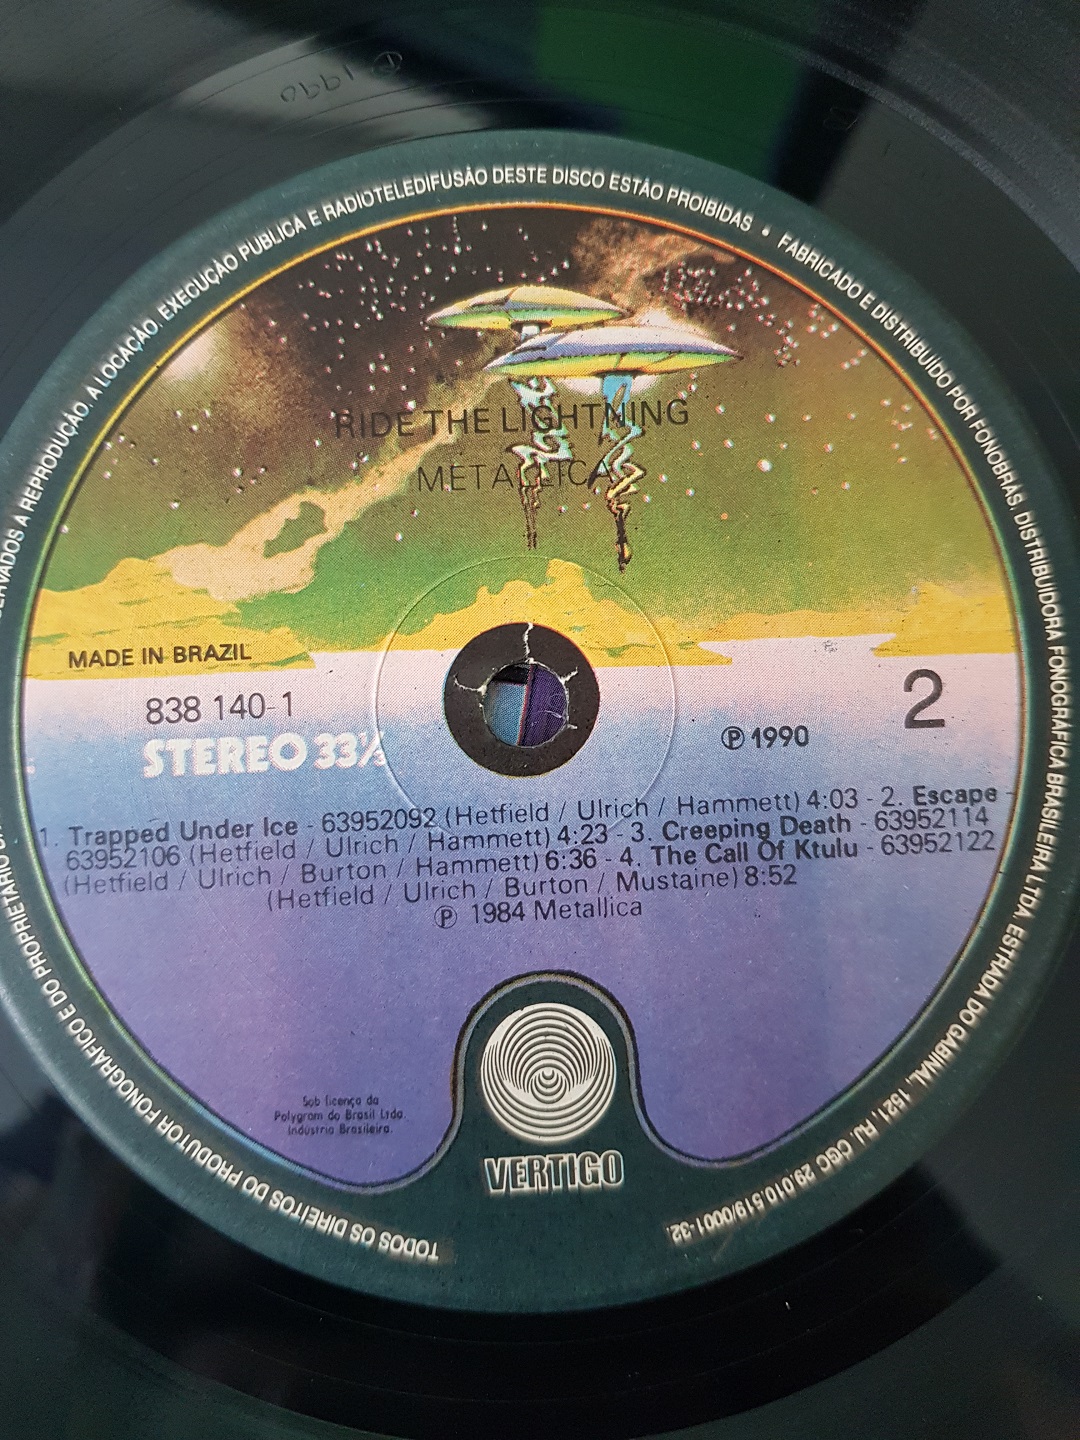 Ⓟ 1990
TODOS OS DIREITOS DO PRODUTOR FONOGRÁFICO E DO PROPRIETÁRIO DA
SERVADOS A REPRODUÇÃO, A LOCAÇÃO, EXECUÇÃO PUBLICA E RADIOTELEDIFUSÃO DESTE DISCO ESTÃO PROIBIDAS • FABRICADO E DISTRIBUIDO POR FONOBRÁS, DISTRIBUIDORA FONOGRÁFICA BRASILEIRA LTDA. ESTRADA DO GABINAL, 1521, RJ. CGC 29.010.519/0001-32.
RIDE THE LIGHTNING
METALLICA
MADE IN BRAZIL
838 140-1
STEREO 33⅓
2
Ⓟ 1990
1. Trapped Under Ice - 63952092 (Hetfield / Ulrich / Hammett) 4:03 - 2. Escape -
63952106 (Hetfield / Ulrich / Hammett) 4:23 - 3. Creeping Death - 63952114
(Hetfield / Ulrich / Burton / Hammett) 6:36 - 4. The Call Of Ktulu - 63952122
(Hetfield / Ulrich / Burton / Mustaine) 8:52
Ⓟ 1984 Metallica
Sob licença da
Polygram do Brasil Ltda.
Indústria Brasileira.
VERTIGO